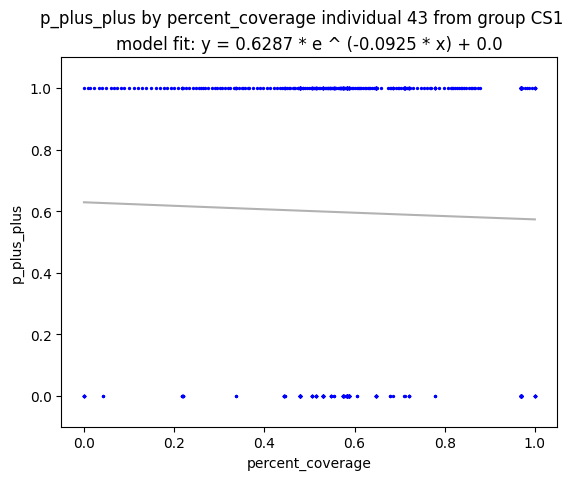 p_plus_plus by percent_coverage individual 43 from group CS1
model fit: y = 0.6287 * e ^ (-0.0925 * x) + 0.0
1.0
0.8
0.6
0.4
0.2
0.0
p_plus_plus
0.0 0.2 0.4 0.6 0.8 1.0
percent_coverage